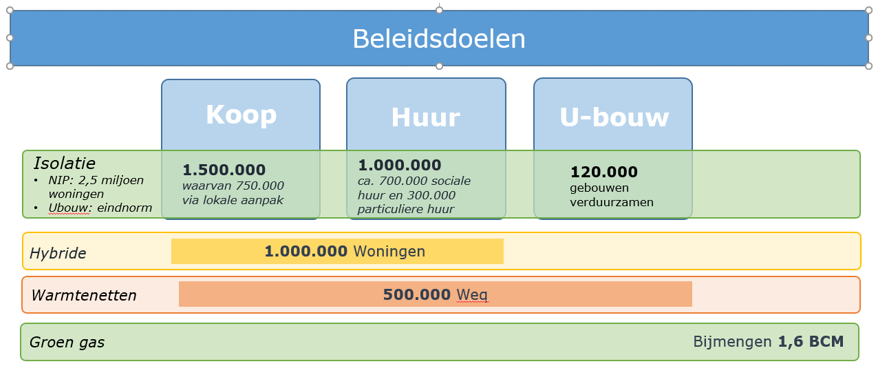 Beleidsdoelen
Koop
Huur
U-bouw
Isolatie
• NIP: 2,5 miljoen
woningen
• Ubouw: eindnorm
1.500.000
waarvan 750.000
via lokale aanpak
1.000.000
ca. 700.000 sociale
huur en 300.000
particuliere huur
120.000
gebouwen
verduurzamen
Hybride
1.000.000 Woningen
Warmtenetten
500.000 Weq
Groen gas
Bijmengen 1,6 BCM